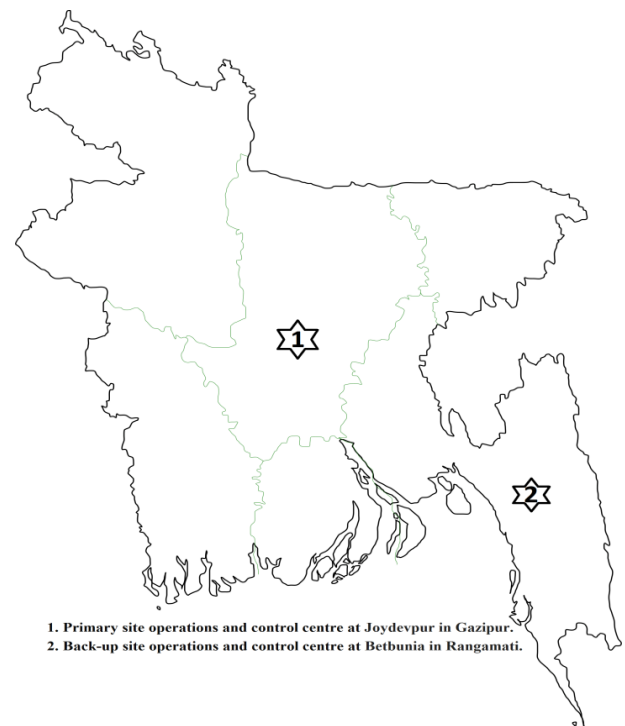 1
2
1. Primary site operations and control centre at Joydevpur in Gazipur.
2. Back-up site operations and control centre at Betbunia in Rangamati.